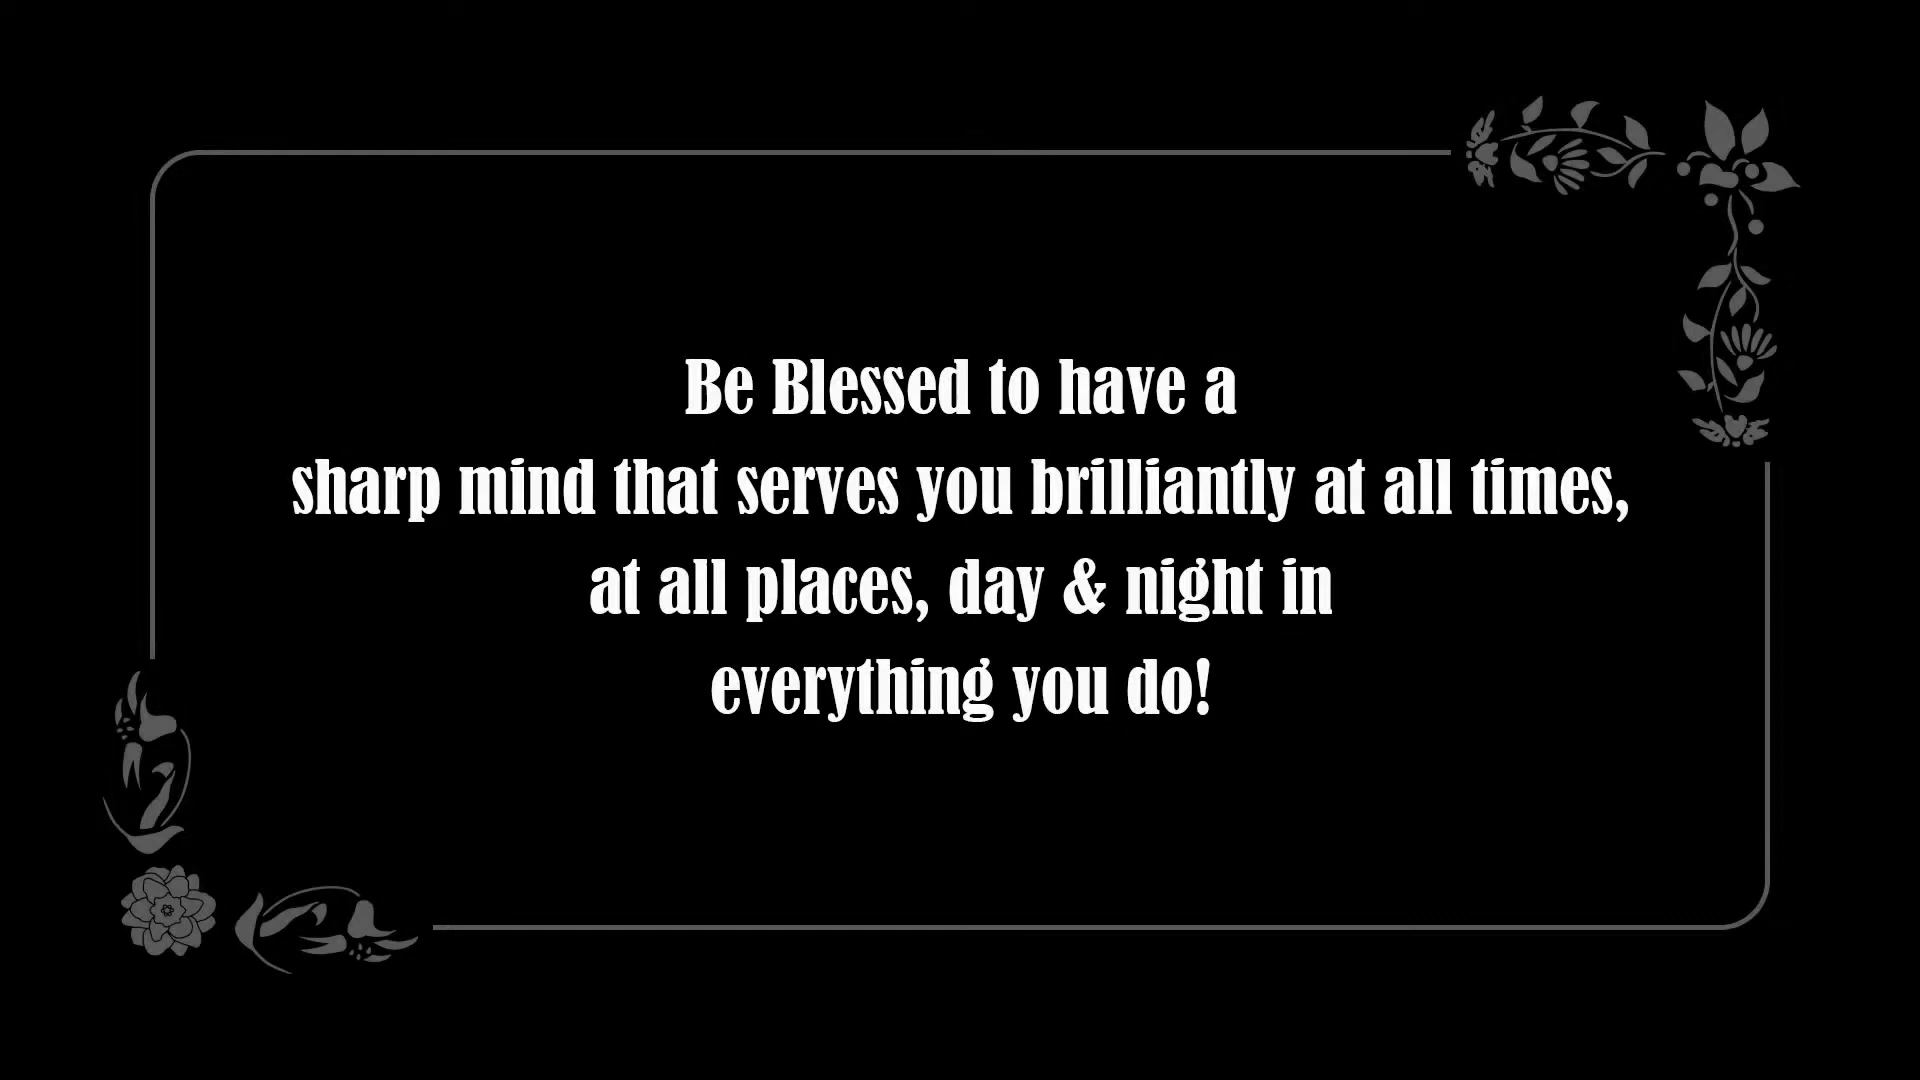 Be Blessed to have a
sharp mind that serves you brilliantly at all times,
at all places, day & night in
everything you do!